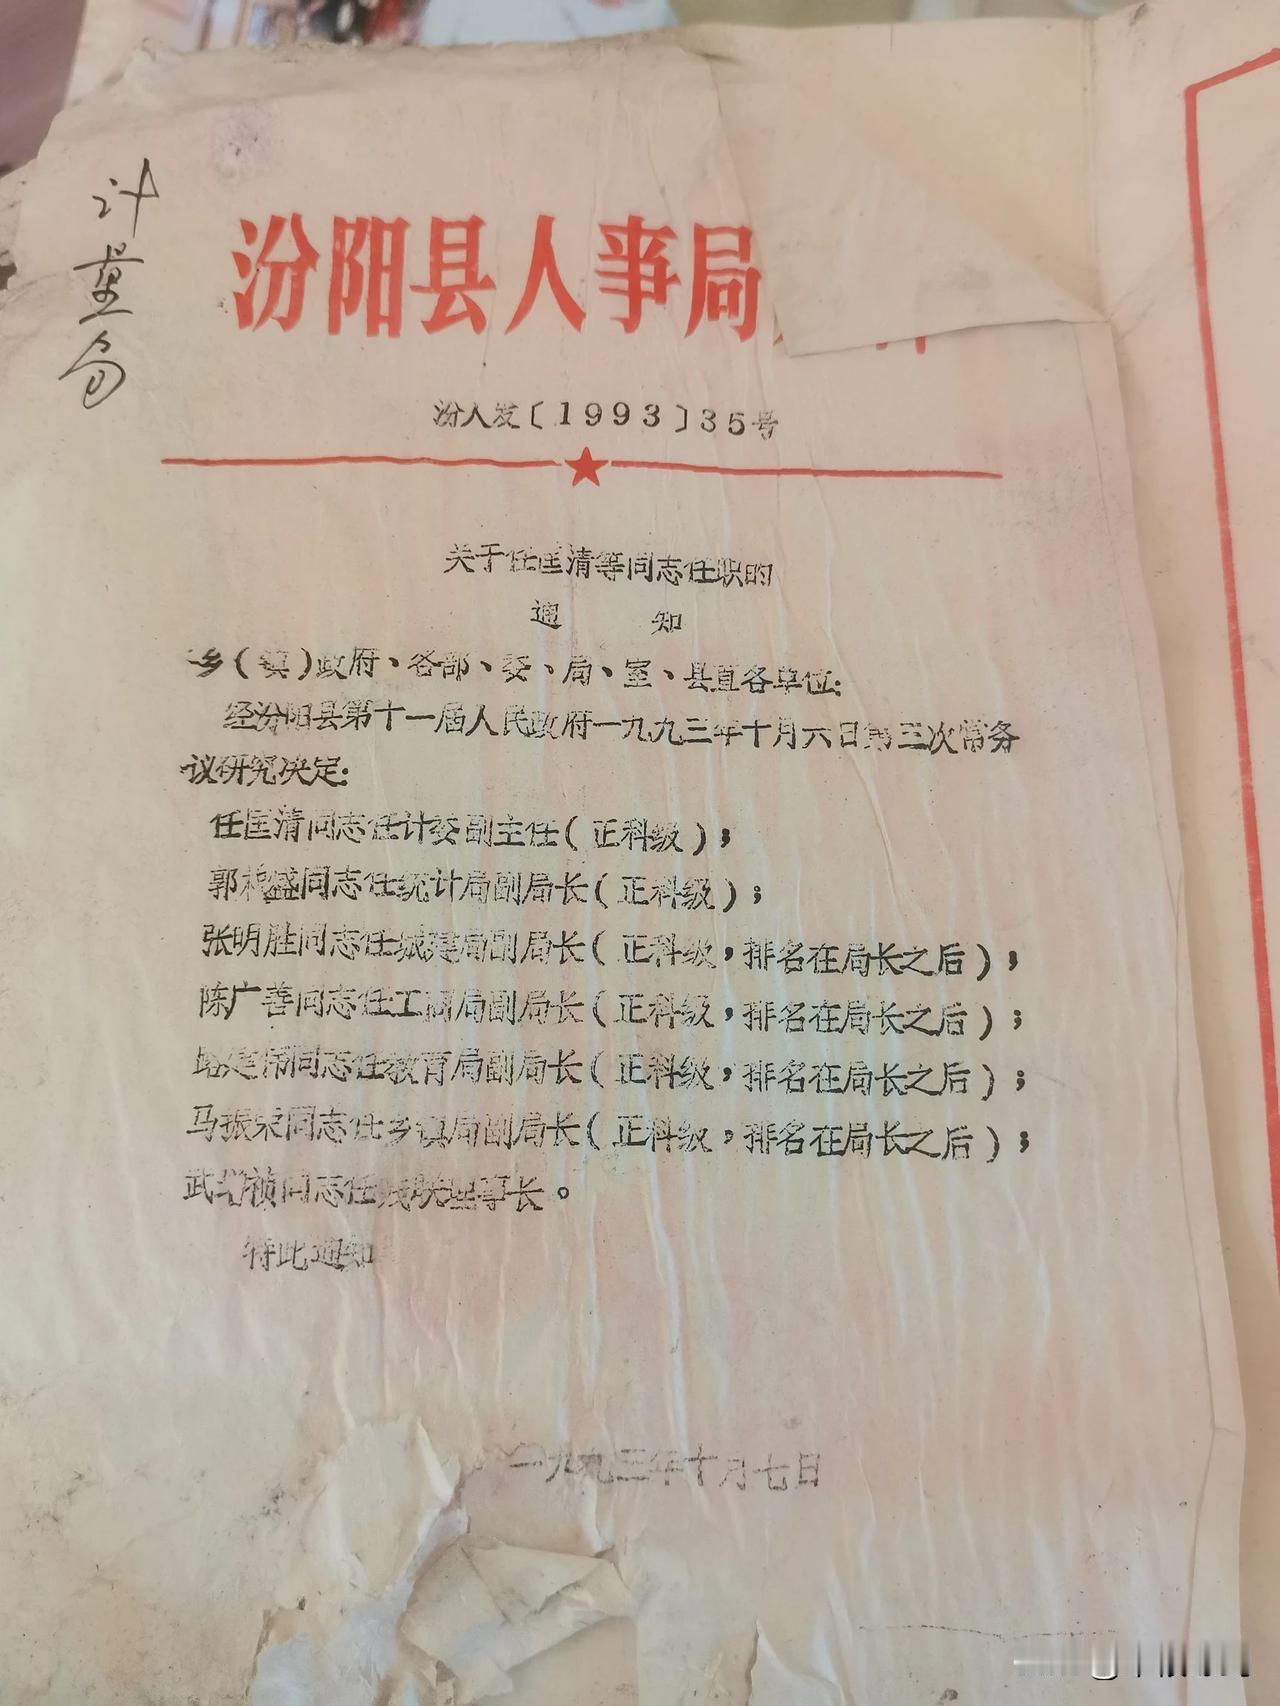 计量局
汾阳县人事局
汾人发〔1993〕35号
关于任匡清等同志任职的
通 知
乡(镇)政府、各部、委、局、室、县直各单位:
经汾阳县第十一届人民政府一九九三年十月六日第三次常务
议研究决定:
任匡清同志任计委副主任(正科级);
郭 盛同志任统计局副局长(正科级);
张明胜同志任城建局副局长(正科级,排名在局长之后);
陈广善同志任工商局副局长(正科级,排名在局长之后);
建 同志任教育局副局长(正科级,排名在局长之后);
马振宋同志任乡镇局副局长(正科级,排名在局长之后);
武 祯同志任残联理事长。
特此通知
一九九三年十月七日